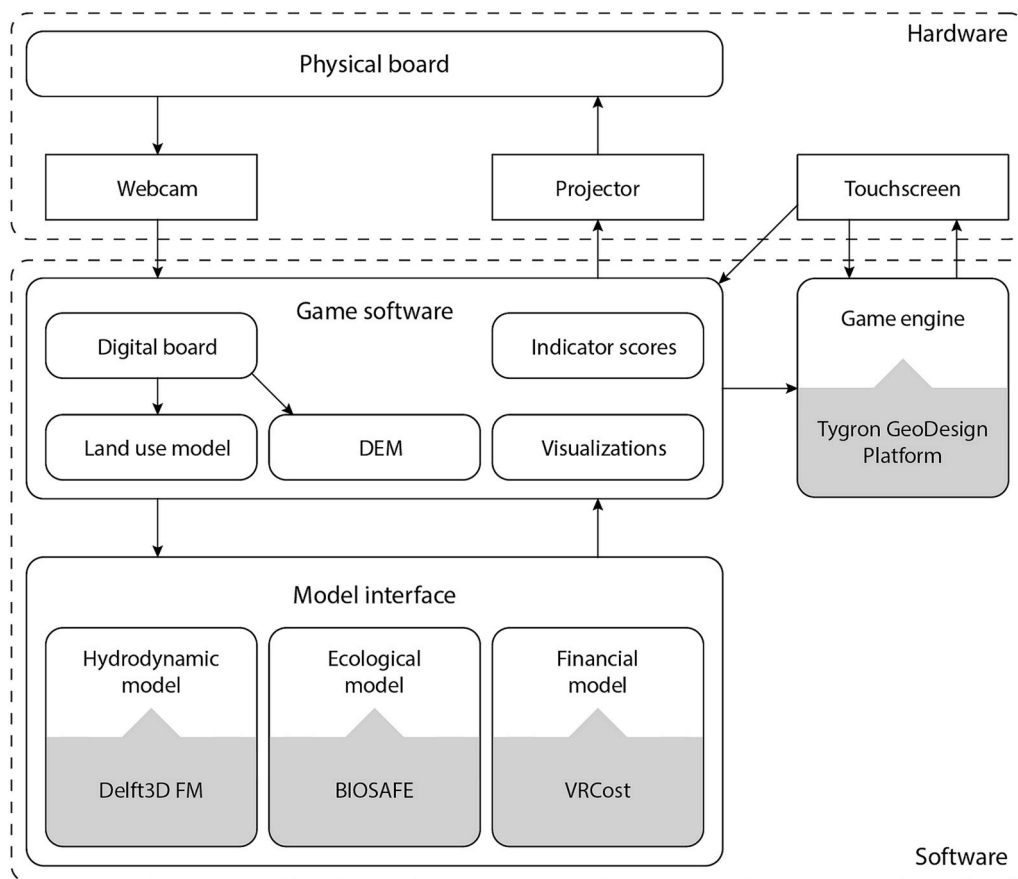 Hardware
Physical board
Webcam
Projector
Touchscreen
Game software
Digital board
Indicator scores
Land use model
DEM
Visualizations
Game engine
Tygron GeoDesign
Platform
Model interface
Hydrodynamic
model
Delft3D FM
Ecological
model
BIOSAFE
Financial
model
VRCost
Software